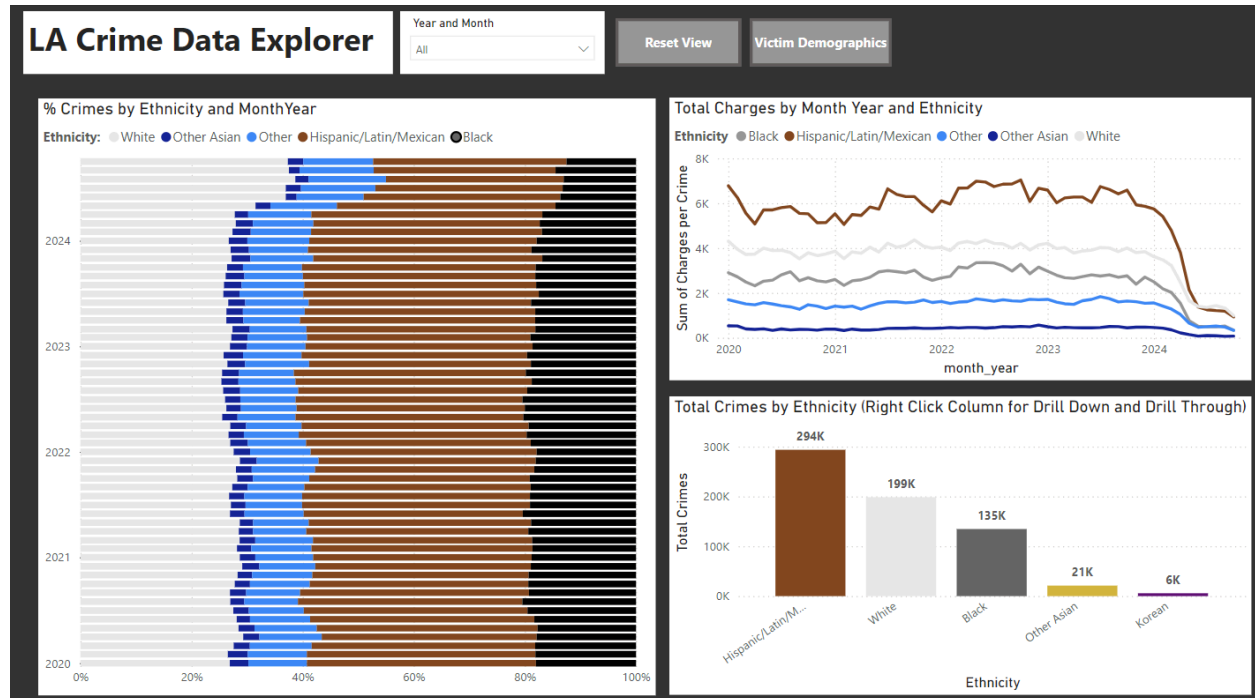 LA Crime Data Explorer
Year and Month
All
Reset View
Victim Demographics
% Crimes by Ethnicity and MonthYear
Ethnicity: White Other Asian Other Hispanic/Latin/Mexican Black
2024
2023
2022
2021
2020
0% 20% 40% 60% 80% 100%
Total Charges by Month Year and Ethnicity
Ethnicity Black Hispanic/Latin/Mexican Other Other Asian White
Sum of Charges per Crime
8K
6K
4K
2K
0K
2020 2021 2022 2023 2024
month_year
Total Crimes by Ethnicity (Right Click Column for Drill Down and Drill Through)
Total Crimes
300K
200K
100K
0K
294K
199K
135K
21K
6K
Hispanic/Latin/M...
White
Black
Other Asian
Korean
Ethnicity